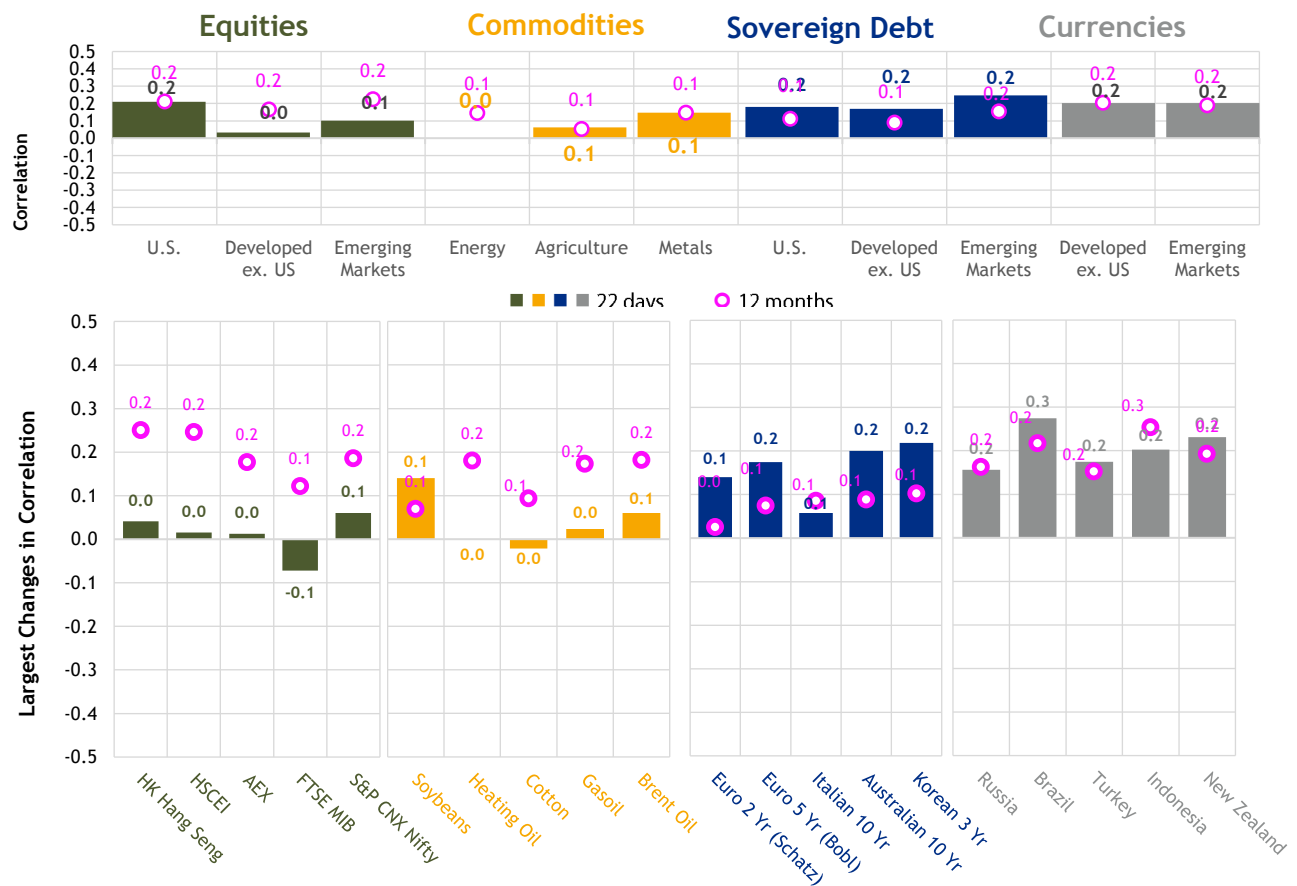 Equities
Commodities
Sovereign Debt
Currencies
Correlation
0.5
0.4
0.3
0.2
0.1
0.0
-0.1
-0.2
-0.3
-0.4
-0.5
0.2
0.2
0.2
0.0
0.2
0.1
0.1
0.0
0.1
0.1
0.1
0.1
0.1
0.2
0.2
0.1
0.2
0.2
0.2
0.2
0.2
0.2
U.S.
Developed
ex. US
Emerging
Markets
Energy
Agriculture
Metals
U.S.
Developed
ex. US
Emerging
Markets
Developed
ex. US
Emerging
Markets
22 days
12 months
Largest Changes in Correlation
0.5
0.4
0.3
0.2
0.1
0.0
-0.1
-0.2
-0.3
-0.4
-0.5
0.2
0.0
0.2
0.0
0.2
0.0
0.1
-0.1
0.2
0.1
0.1
0.1
0.2
0.0
0.1
0.0
0.2
0.0
0.2
0.1
0.1
0.0
0.2
0.1
0.1
0.1
0.2
0.1
0.2
0.1
0.2
0.2
0.3
0.2
0.2
0.2
0.3
0.2
0.2
0.2
HK Hang Seng
HSCEI
AEX
FTSE MIB
S&P CNX Nifty
Soybeans
Heating Oil
Cotton
Gasoil
Brent Oil
Euro 2 Yr (Schatz)
Euro 5 Yr (Bobl)
Italian 10 Yr
Australian 10 Yr
Korean 3 Yr
Russia
Brazil
Turkey
Indonesia
New Zealand